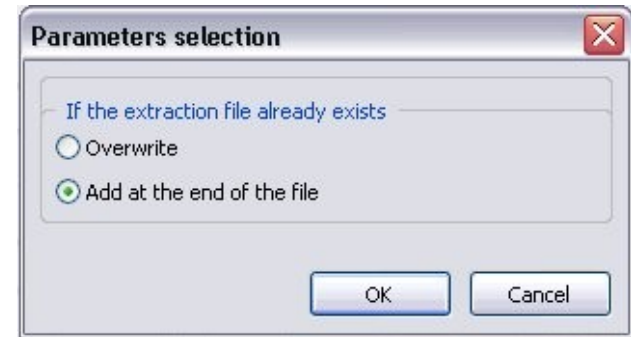 Parameters selection
If the extraction file already exists
Overwrite
Add at the end of the file
OK Cancel